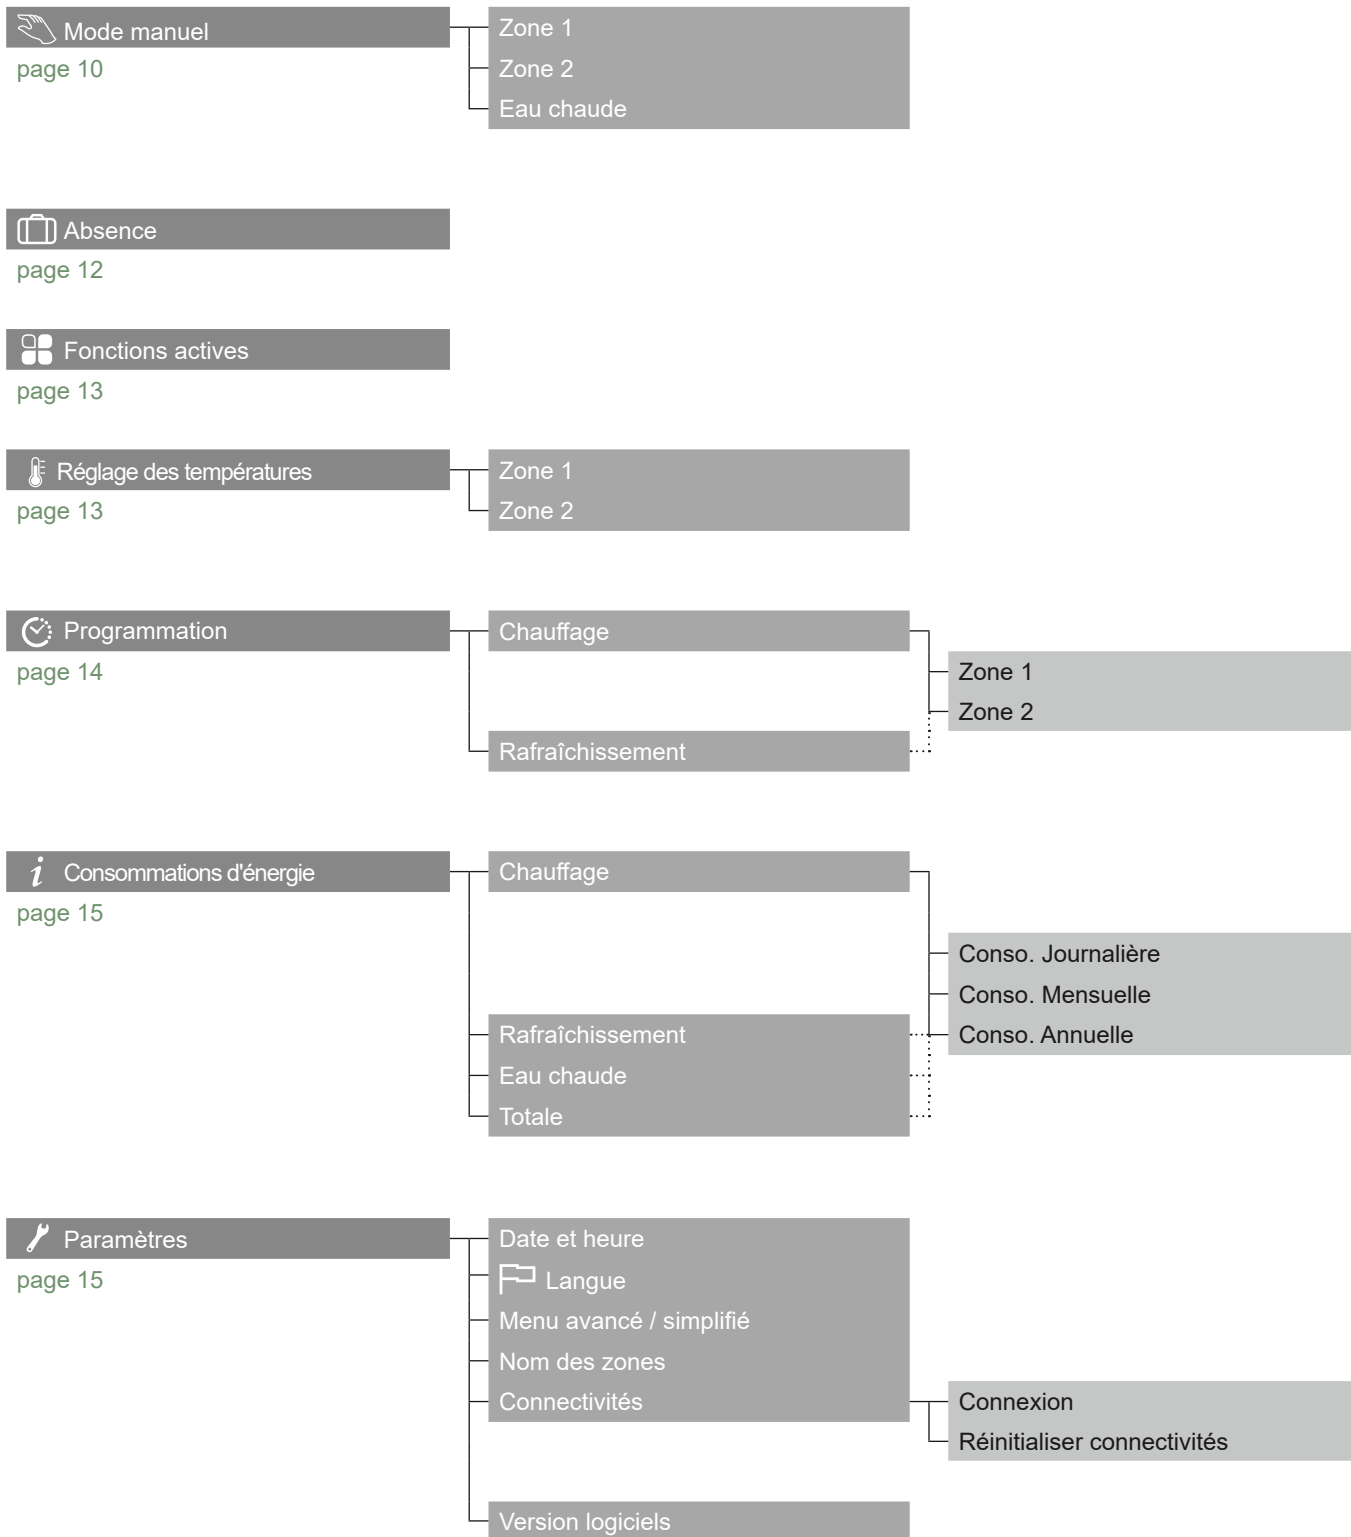 Mode manuel
page 10
Zone 1
Zone 2
Eau chaude
Absence
page 12
Fonctions actives
page 13
Réglage des températures
page 13
Zone 1
Zone 2
Programmation
page 14
Chauffage
Zone 1
Zone 2
Rafraîchissement
Consommations d'énergie
page 15
Chauffage
Conso. Journalière
Conso. Mensuelle
Conso. Annuelle
Rafraîchissement
Eau chaude
Totale
Paramètres
page 15
Date et heure
Langue
Menu avancé / simplifié
Nom des zones
Connectivités
Connexion
Réinitialiser connectivités
Version logiciels